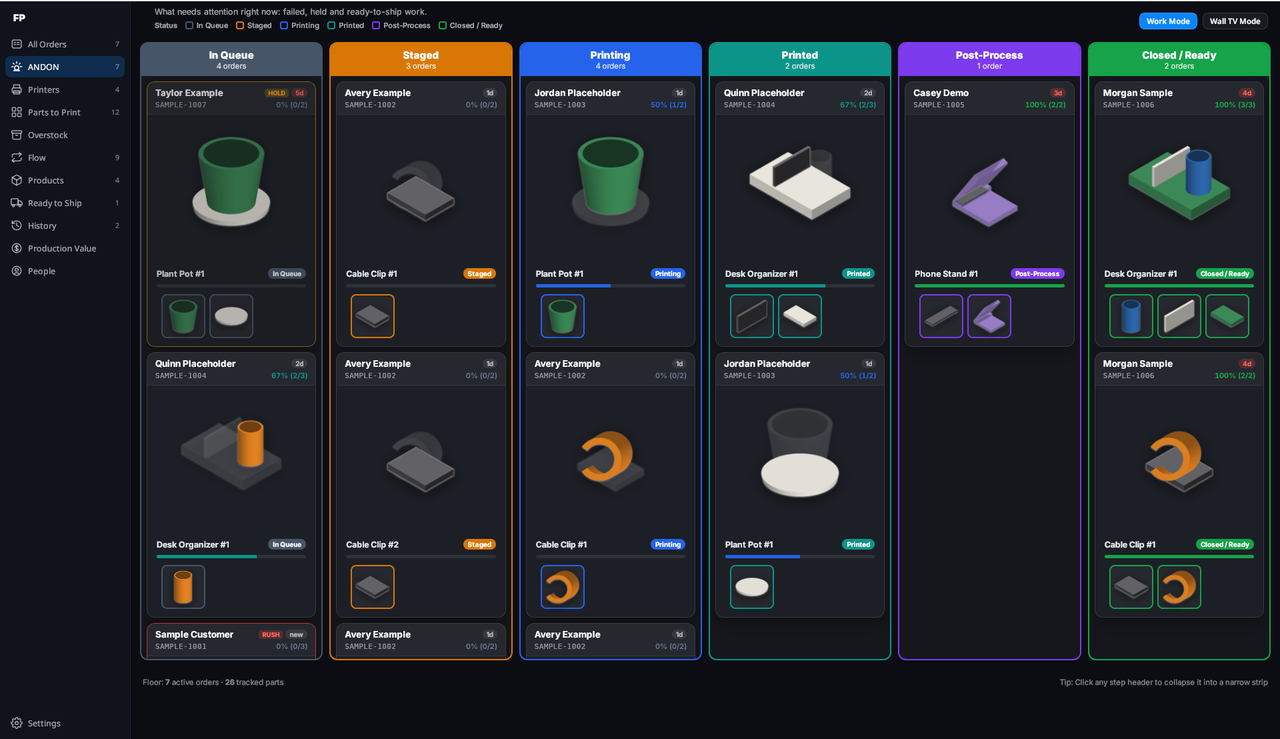 FP
All Orders 7
ANDON 7
Printers 4
Parts to Print 12
Overstock
Flow 9
Products 4
Ready to Ship 1
History 2
Production Value
People
Settings
What needs attention right now: failed, held and ready-to-ship work.
Status In Queue Staged Printing Printed Post-Process Closed / Ready
Work Mode Wall TV Mode
In Queue
4 orders
Taylor Example HOLD 5d
SAMPLE-1007 0% (0/2)
Plant Pot #1 In Queue
Quinn Placeholder 2d
SAMPLE-1004 67% (2/3)
Desk Organizer #1 In Queue
Sample Customer RUSH new
SAMPLE-1001 0% (0/3)
Staged
3 orders
Avery Example 1d
SAMPLE-1002 0% (0/2)
Cable Clip #1 Staged
Avery Example 1d
SAMPLE-1002 0% (0/2)
Cable Clip #2 Staged
Avery Example 1d
SAMPLE-1002 0% (0/2)
Printing
4 orders
Jordan Placeholder 1d
SAMPLE-1003 50% (1/2)
Plant Pot #1 Printing
Avery Example 1d
SAMPLE-1002 0% (0/2)
Cable Clip #1 Printing
Avery Example 1d
SAMPLE-1002 0% (0/2)
Printed
2 orders
Quinn Placeholder 2d
SAMPLE-1004 67% (2/3)
Desk Organizer #1 Printed
Jordan Placeholder 1d
SAMPLE-1003 50% (1/2)
Plant Pot #1 Printed
Post-Process
1 order
Casey Demo 3d
SAMPLE-1005 100% (2/2)
Phone Stand #1 Post-Process
Closed / Ready
2 orders
Morgan Sample 4d
SAMPLE-1006 100% (3/3)
Desk Organizer #1 Closed / Ready
Morgan Sample 4d
SAMPLE-1006 100% (2/2)
Cable Clip #1 Closed / Ready
Floor: 7 active orders · 26 tracked parts
Tip: Click any step header to collapse it into a narrow strip